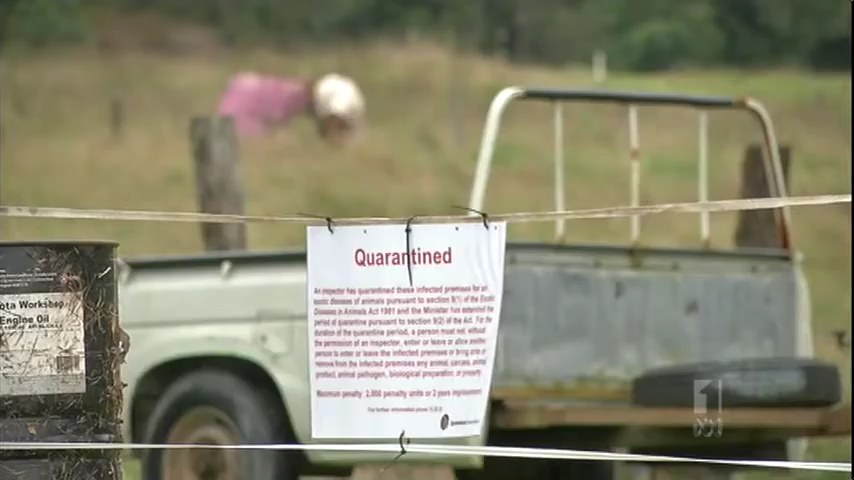 Quarantined
An inspector has quarantined these infected premises for an
exotic disease of animals pursuant to section 9(1) of the Exotic
Diseases in Animals Act 1981 and the Minister has extended the
period of quarantine pursuant to section 9(2) of the Act. For the
duration of the quarantine period, a person must not, without
the permission of an inspector, enter or leave or allow another
person to enter or leave the infected premises or bring onto or
remove from the infected premises any animal, carcass, animal
product, animal pathogen, biological preparation, or property.
Maximum penalty: 2,000 penalty units or 2 years imprisonment
For further information phone
ota Workshop
Engine Oil
1